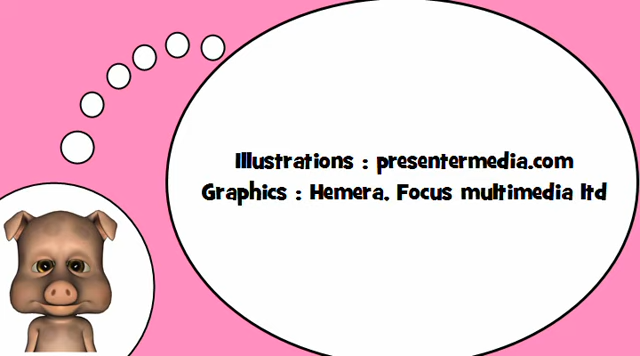 Illustrations : presentermedia.com
Graphics : Hemera. Focus multimedia ltd